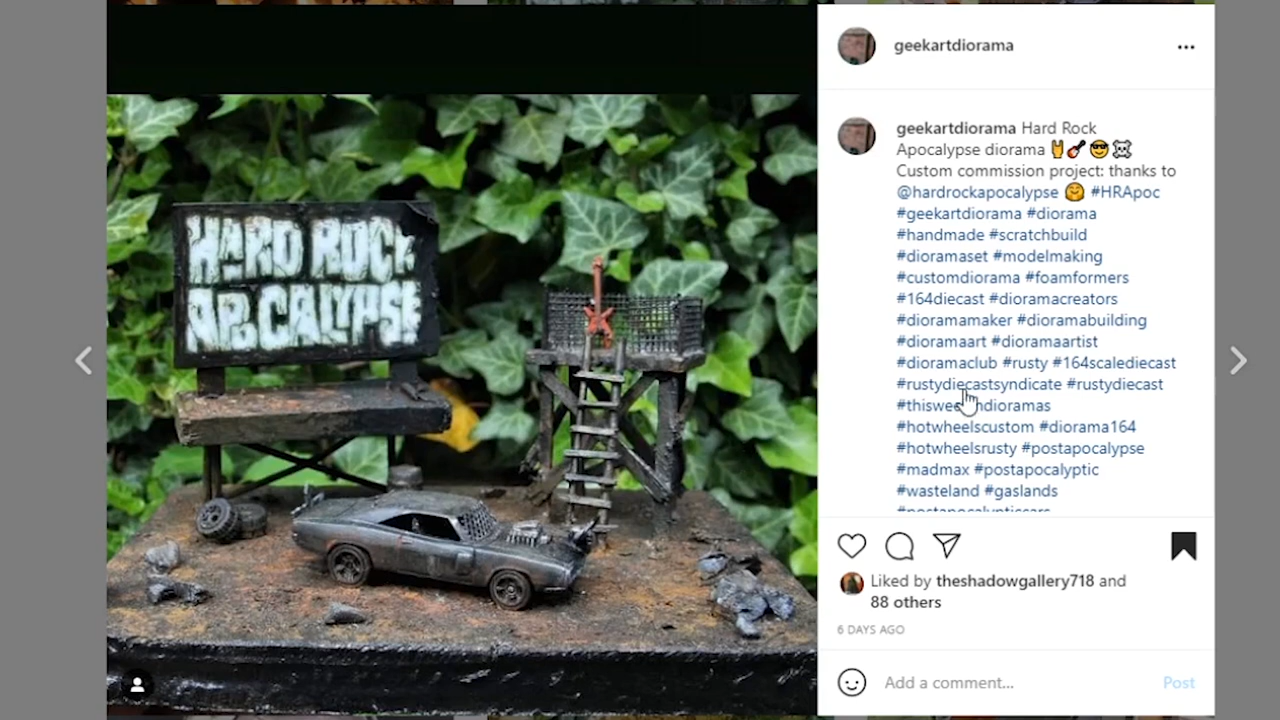 HARD ROCK
APOCALYPSE
geekartdiorama
geekartdiorama Hard Rock
Apocalypse diorama 🤘🎸😎☠️
Custom commission project: thanks to
@hardrockapocalypse 🤗 #HRApoc
#geekartdiorama #diorama
#handmade #scratchbuild
#dioramaset #modelmaking
#customdiorama #foamformers
#164diecast #dioramacreators
#dioramamaker #dioramabuilding
#dioramaart #dioramaartist
#dioramaclub #rusty #164scalediecast
#rustydiecastsyndicate #rustydiecast
#hotwheelscustom #diorama164
#hotwheelsrusty #postapocalypse
#madmax #postapocalyptic
#wasteland #gaslands
Liked by theshadowgallery718 and
88 others
6 DAYS AGO
Add a comment...
Post